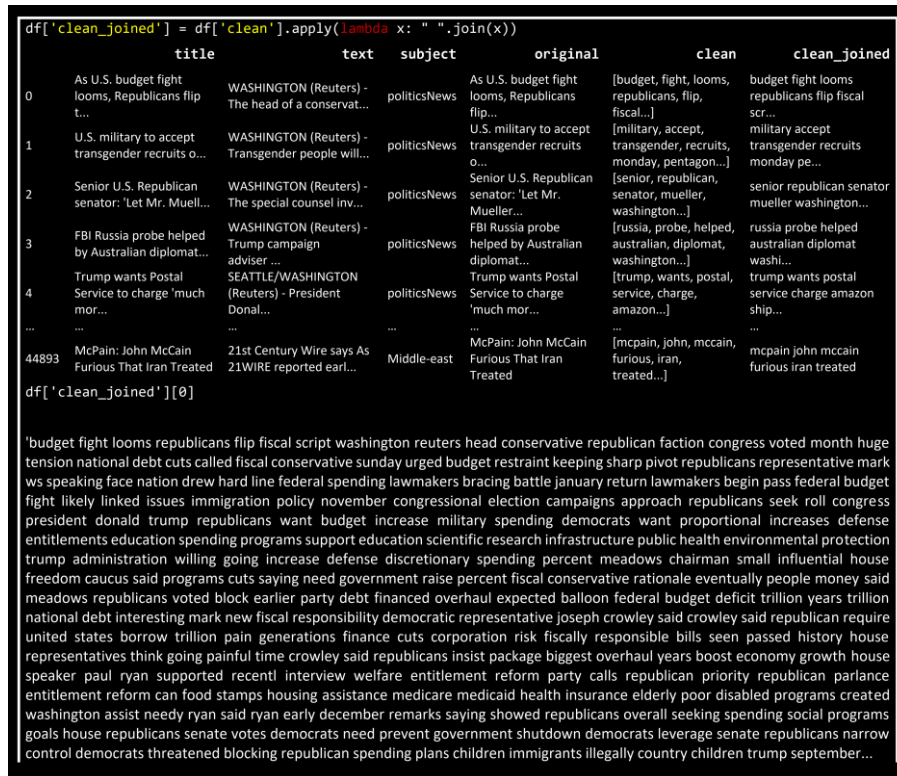 df['clean_joined'] = df['clean'].apply(lambda x: " ".join(x))
title text subject original clean clean_joined
0 As U.S. budget fight looms, Republicans flip t... WASHINGTON (Reuters) - The head of a conservat... politicsNews As U.S. budget fight looms, Republicans flip... [budget, fight, looms, republicans, flip, fiscal...] budget fight looms republicans flip fiscal scr...
1 U.S. military to accept transgender recruits o... WASHINGTON (Reuters) - Transgender people will... politicsNews U.S. military to accept transgender recruits o... [military, accept, transgender, recruits, monday, pentagon...] military accept transgender recruits monday pe...
2 Senior U.S. Republican senator: 'Let Mr. Muell... WASHINGTON (Reuters) - The special counsel inv... politicsNews Senior U.S. Republican senator: 'Let Mr. Mueller... [senior, republican, senator, mueller, washington...] senior republican senator mueller washington...
3 FBI Russia probe helped by Australian diplomat... WASHINGTON (Reuters) - Trump campaign adviser ... politicsNews FBI Russia probe helped by Australian diplomat... [russia, probe, helped, australian, diplomat, washington...] russia probe helped australian diplomat washi...
4 Trump wants Postal Service to charge 'much mor... SEATTLE/WASHINGTON (Reuters) - President Donal... politicsNews Trump wants Postal Service to charge 'much mor... [trump, wants, postal, service, charge, amazon...] trump wants postal service charge amazon ship...
... ... ... ... ... ... ...
44893 McPain: John McCain Furious That Iran Treated 21st Century Wire says As 21WIRE reported earl... Middle-east McPain: John McCain Furious That Iran Treated [mcpain, john, mccain, furious, iran, treated...] mcpain john mccain furious iran treated
df['clean_joined'][0]
'budget fight looms republicans flip fiscal script washington reuters head conservative republican faction congress voted month huge
tension national debt cuts called fiscal conservative sunday urged budget restraint keeping sharp pivot republicans representative mark
ws speaking face nation drew hard line federal spending lawmakers bracing battle january return lawmakers begin pass federal budget
fight likely linked issues immigration policy november congressional election campaigns approach republicans seek roll congress
president donald trump republicans want budget increase military spending democrats want proportional increases defense
entitlements education spending programs support education scientific research infrastructure public health environmental protection
trump administration willing going increase defense discretionary spending percent meadows chairman small influential house
freedom caucus said programs cuts saying need government raise percent fiscal conservative rationale eventually people money said
meadows republicans voted block earlier party debt financed overhaul expected balloon federal budget deficit trillion years trillion
national debt interesting mark new fiscal responsibility democratic representative joseph crowley said crowley said republican require
united states borrow trillion pain generations finance cuts corporation risk fiscally responsible bills seen passed history house
representatives think going painful time crowley said republicans insist package biggest overhaul years boost economy growth house
speaker paul ryan supported recentl interview welfare entitlement reform party calls republican priority republican parlance
entitlement reform can food stamps housing assistance medicare medicaid health insurance elderly poor disabled programs created
washington assist needy ryan said ryan early december remarks saying showed republicans overall seeking spending social programs
goals house republicans senate votes democrats need prevent government shutdown democrats leverage senate republicans narrow
control democrats threatened blocking republican spending plans children immigrants illegally country children trump september...